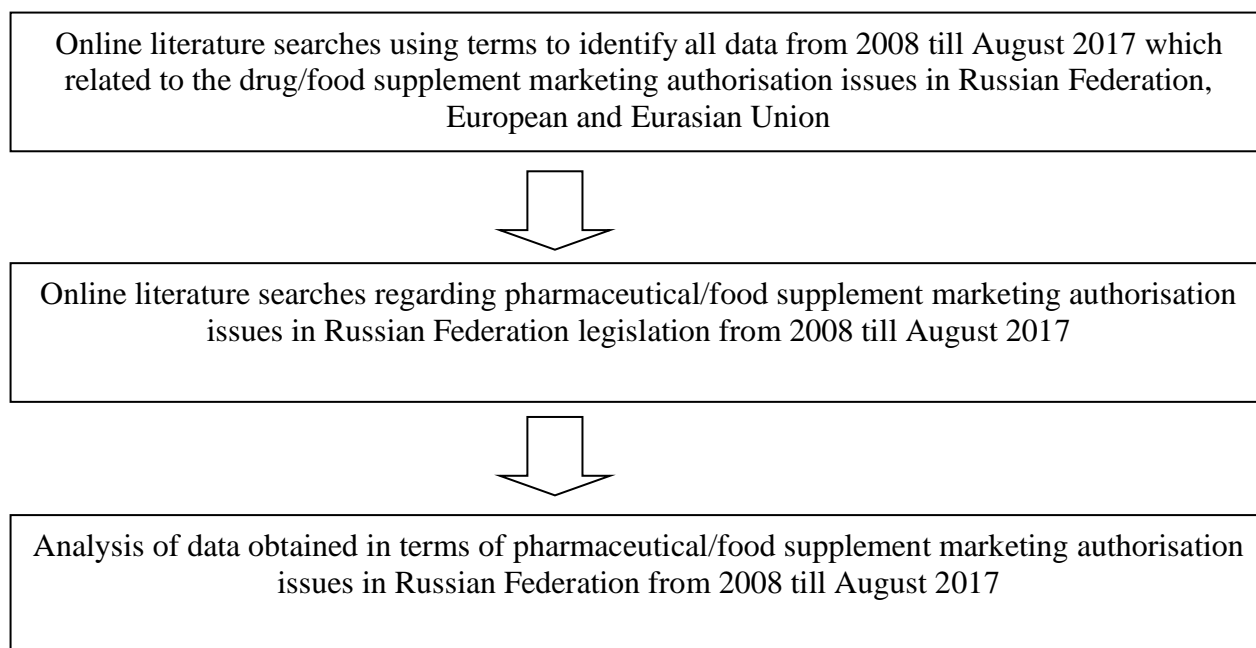 Online literature searches using terms to identify all data from 2008 till August 2017 which
related to the drug/food supplement marketing authorisation issues in Russian Federation,
European and Eurasian Union
Online literature searches regarding pharmaceutical/food supplement marketing authorisation
issues in Russian Federation legislation from 2008 till August 2017
Analysis of data obtained in terms of pharmaceutical/food supplement marketing authorisation
issues in Russian Federation from 2008 till August 2017